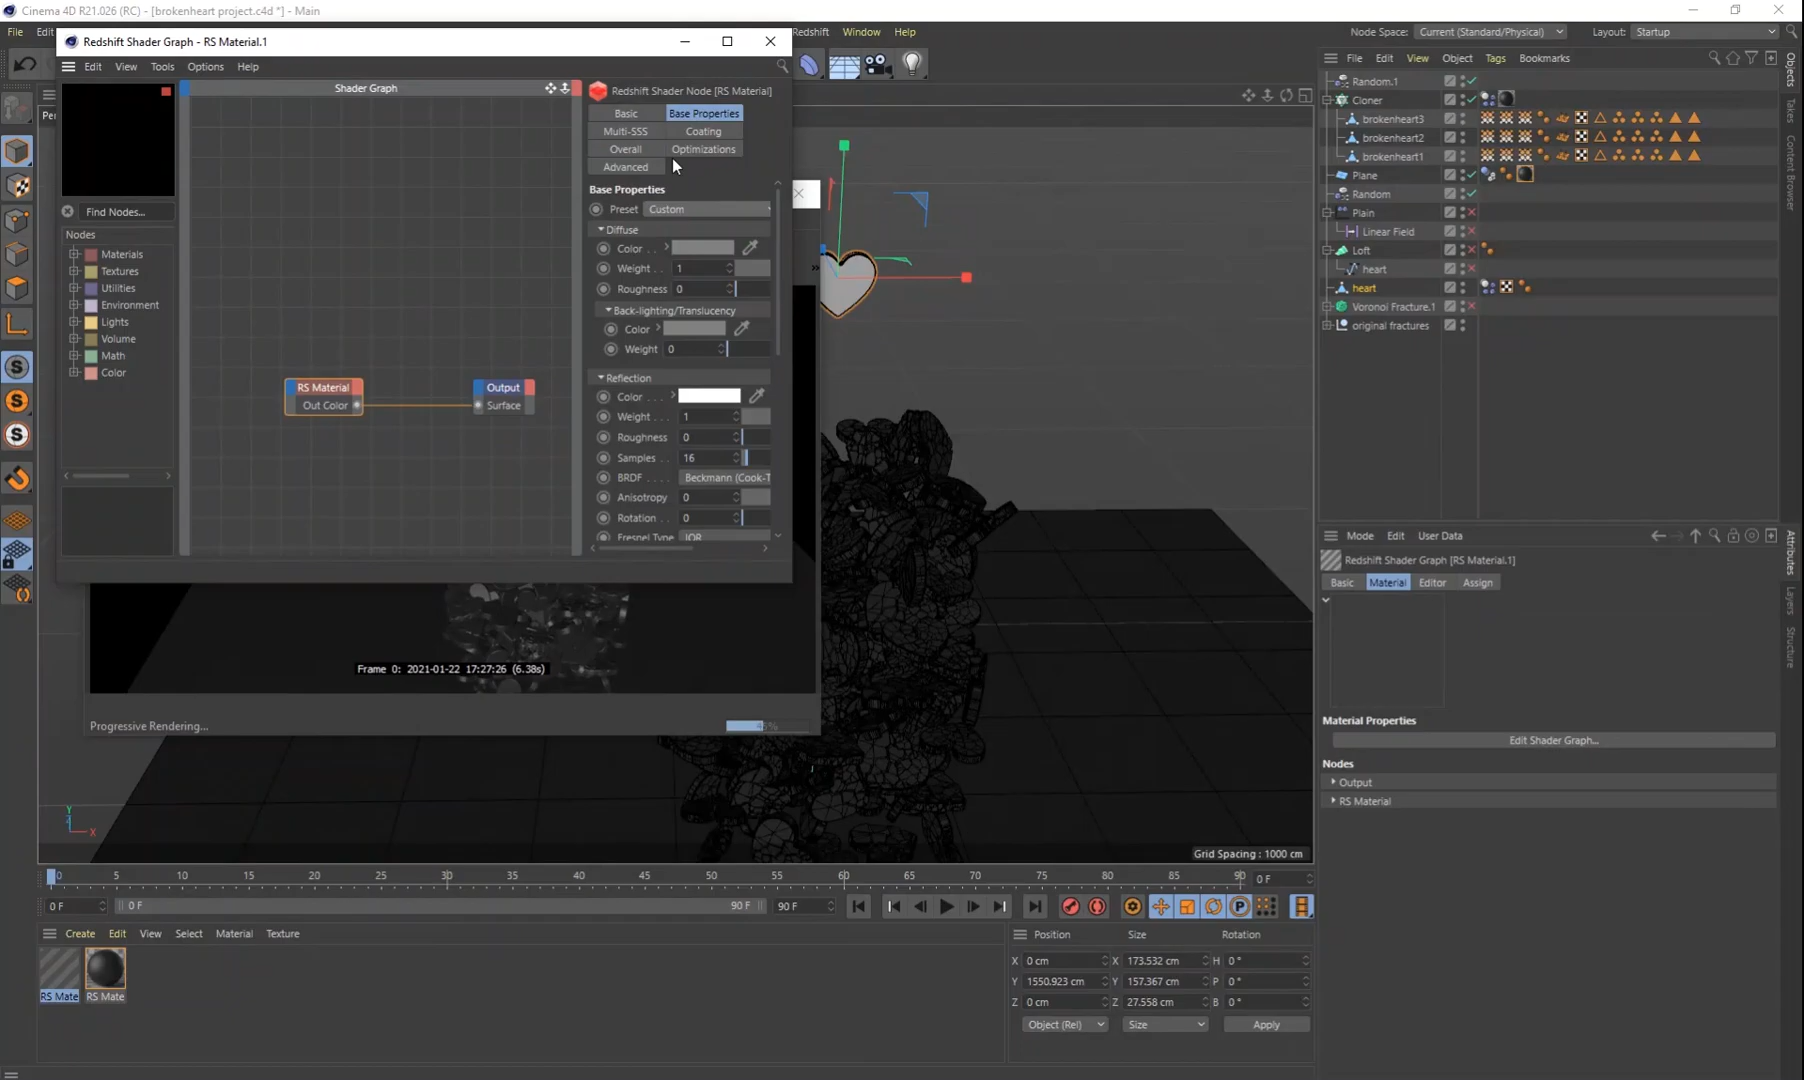 Cinema 4D R21.026 (RC) - [brokenheart project.c4d *] - Main
File Edit
Redshift Window Help
Node Space: Current (Standard/Physical) Layout: Startup
Redshift Shader Graph - RS Material.1
Edit View Tools Options Help
Shader Graph
Redshift Shader Node [RS Material]
Basic Base Properties
Multi-SSS Coating
Overall Optimizations
Advanced
Base Properties
Preset Custom
Diffuse
Color
Weight 1
Roughness 0
Back-lighting/Translucency
Color
Weight 0
Reflection
Color
Weight 1
Roughness 0
Samples 16
BRDF Beckmann (Cook-T
Anisotropy 0
Rotation 0
Fresnel Type IOR
Find Nodes...
Nodes
Materials
Textures
Utilities
Environment
Lights
Volume
Math
Color
RS Material
Out Color
Output
Surface
Per
Frame 0: 2021-01-22 17:27:26 (6.38s)
Progressive Rendering...
Y
Z
X
Grid Spacing : 1000 cm
File Edit View Object Tags Bookmarks
Random.1
Cloner
brokenheart3
brokenheart2
brokenheart1
Plane
Random
Plain
Linear Field
Loft
heart
heart
Voronoi Fracture.1
original fractures
Objects
Takes
Content Browser
Mode Edit User Data
Redshift Shader Graph [RS Material.1]
Basic Material Editor Assign
Material Properties
Edit Shader Graph...
Nodes
Output
RS Material
Attributes
Layers
Structure
0 5 10 15 20 25 30 35 40 45 50 55 60 65 70 75 80 85 90 0 F
0 F 0 F 90 F 90 F
Create Edit View Select Material Texture
RS Mate RS Mate
Position Size Rotation
X 0 cm X 173.532 cm H 0 °
Y 1550.923 cm Y 157.367 cm P 0 °
Z 0 cm Z 27.558 cm B 0 °
Object (Rel) Size Apply